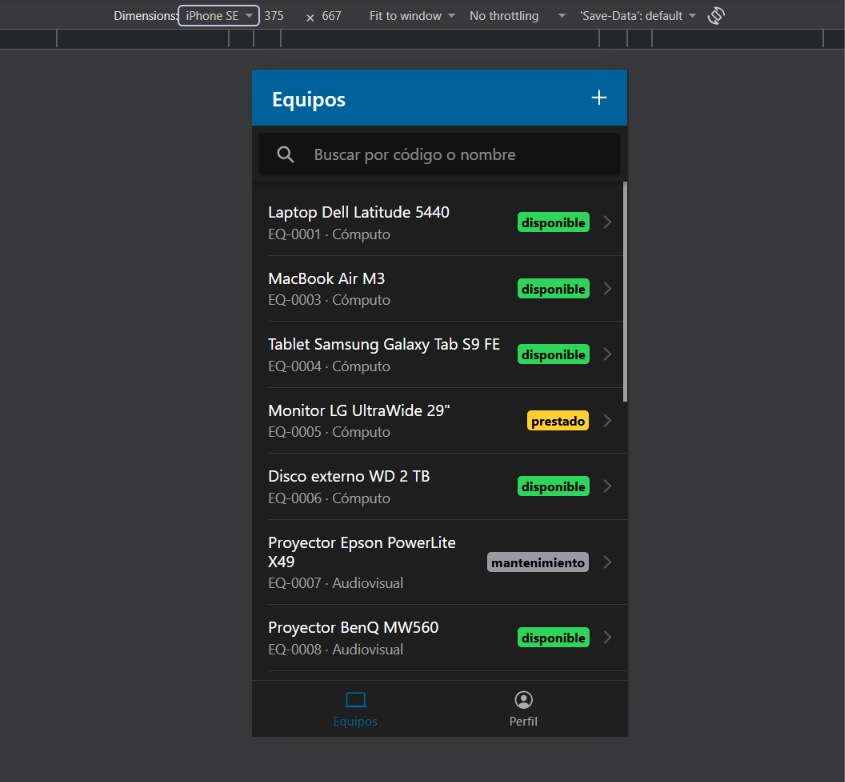 Dimensions: iPhone SE 375 × 667 Fit to window No throttling 'Save-Data': default
Equipos +
Buscar por código o nombre
Laptop Dell Latitude 5440
EQ-0001 · Cómputo
disponible
MacBook Air M3
EQ-0003 · Cómputo
disponible
Tablet Samsung Galaxy Tab S9 FE
EQ-0004 · Cómputo
disponible
Monitor LG UltraWide 29"
EQ-0005 · Cómputo
prestado
Disco externo WD 2 TB
EQ-0006 · Cómputo
disponible
Proyector Epson PowerLite
X49
EQ-0007 · Audiovisual
mantenimiento
Proyector BenQ MW560
EQ-0008 · Audiovisual
disponible
Equipos Perfil